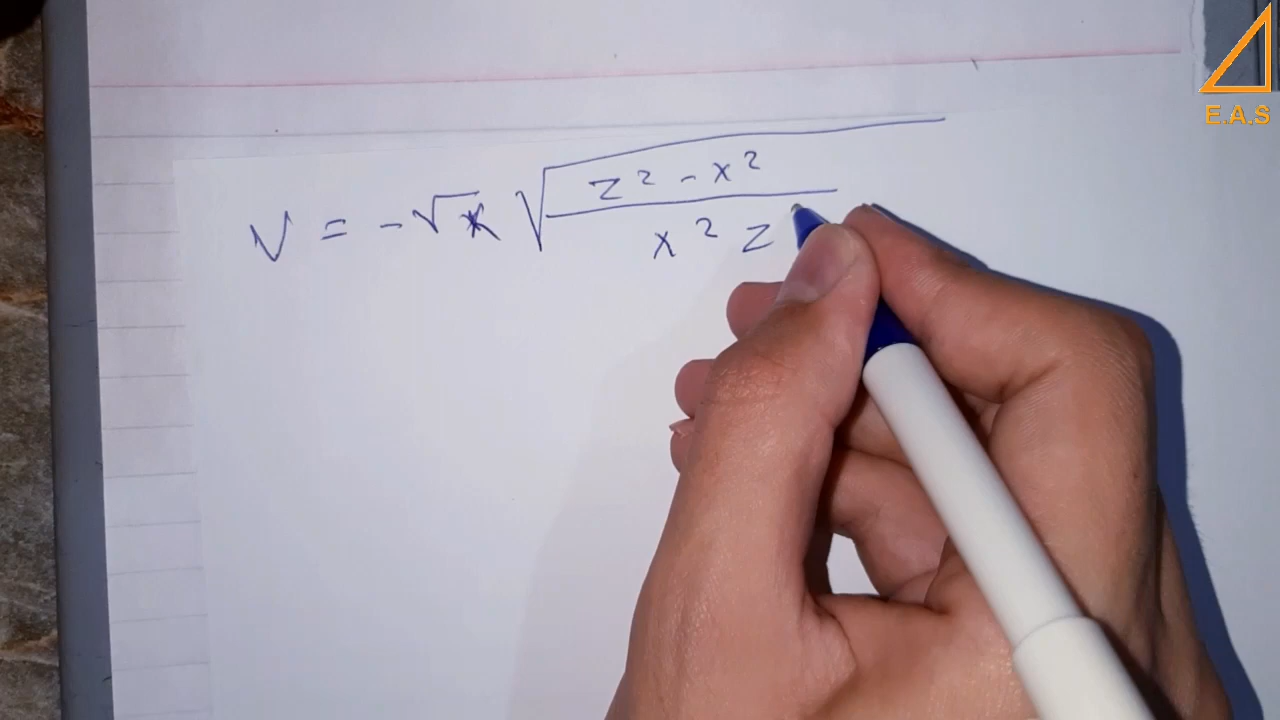 V = -√k √((z² - x²)/(x² z
E.A.S